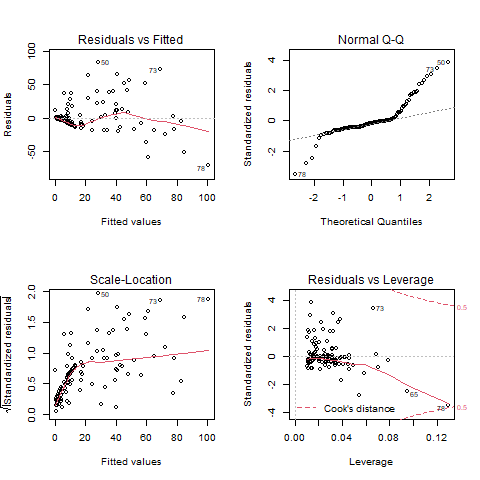 Residuals vs Fitted
Residuals
-50 0 50 100
50
73
78
0 20 40 60 80 100
Fitted values
Normal Q-Q
Standardized residuals
-2 0 2 4
50
73
78
-2 -1 0 1 2
Theoretical Quantiles
Scale-Location
√|Standardized residuals|
0.0 0.5 1.0 1.5 2.0
50
73
78
0 20 40 60 80 100
Fitted values
Residuals vs Leverage
Standardized residuals
-4 -2 0 2 4
73
0.5
65
78
0.5
Cook's distance
0.00 0.04 0.08 0.12
Leverage